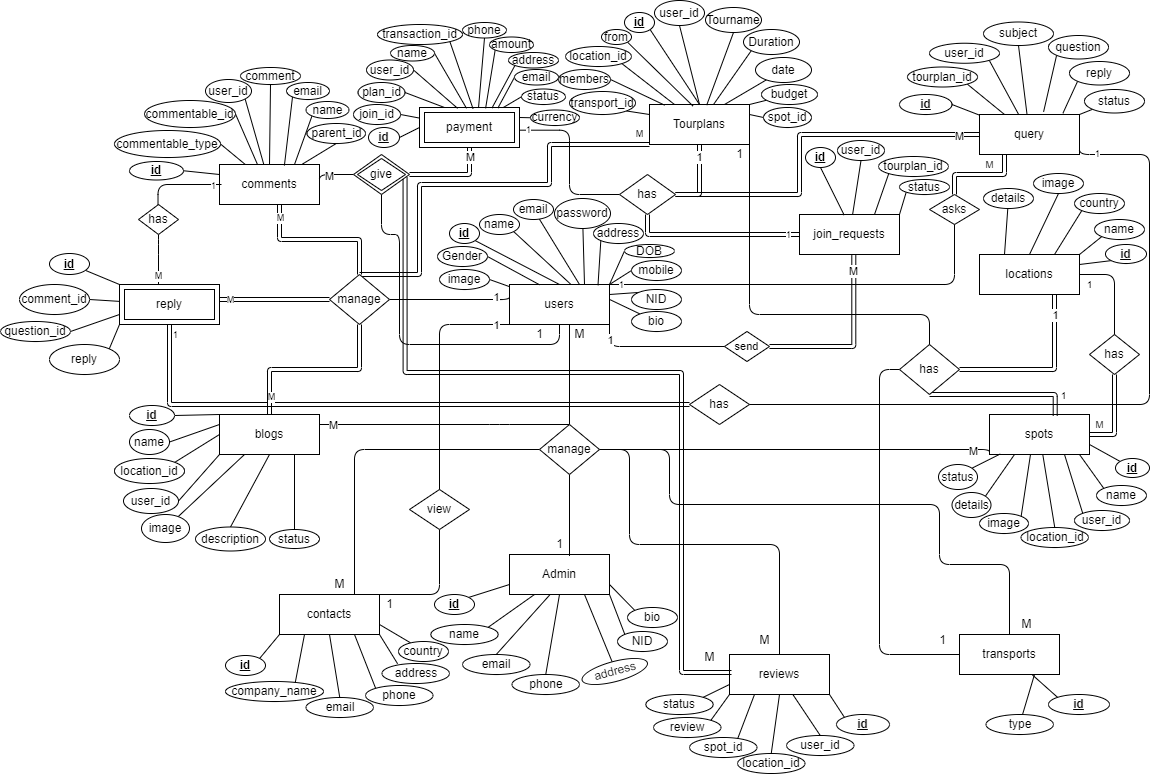 transaction_id
phone
name
amount
user_id
address
plan_id
email
join_id
status
id
currency
payment
M
1
id
user_id
Tourname
from
Duration
location_id
members
date
transport_id
budget
spot_id
Tourplans
M
1
1
subject
user_id
question
tourplan_id
reply
id
status
query
M
M
1
comment
user_id
email
commentable_id
name
commentable_type
parent_id
id
comments
1
M
M
give
has
M
has
1
id
user_id
tourplan_id
status
join_requests
M
asks
image
details
country
name
id
locations
1
1
id
comment_id
question_id
reply
reply
M
1
manage
email
password
name
address
id
DOB
Gender
mobile
image
NID
bio
users
1
1
1
M
1
1
send
has
has
has
1
M
M
id
name
location_id
user_id
image
description
status
blogs
M
manage
M
spots
status
id
details
name
image
user_id
location_id
view
1
Admin
id
bio
name
NID
email
address
phone
M
contacts
1
country
id
address
company_name
phone
email
M
M
reviews
status
review
id
spot_id
user_id
location_id
M
1
transports
id
type